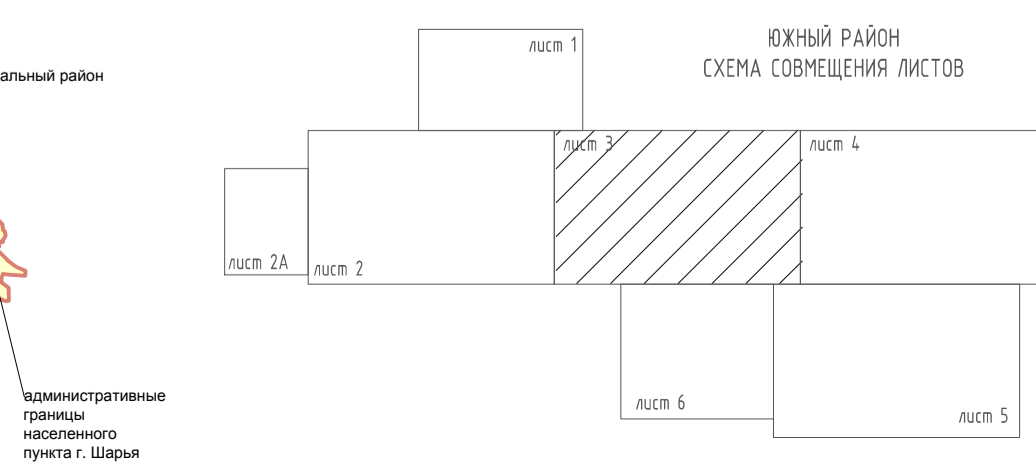 лист 1
ЮЖНЫЙ РАЙОН
СХЕМА СОВМЕЩЕНИЯ ЛИСТОВ
альный район
лист 3
лист 4
лист 2А
лист 2
административные
границы
населенного
пункта г. Шарья
лист 6
лист 5